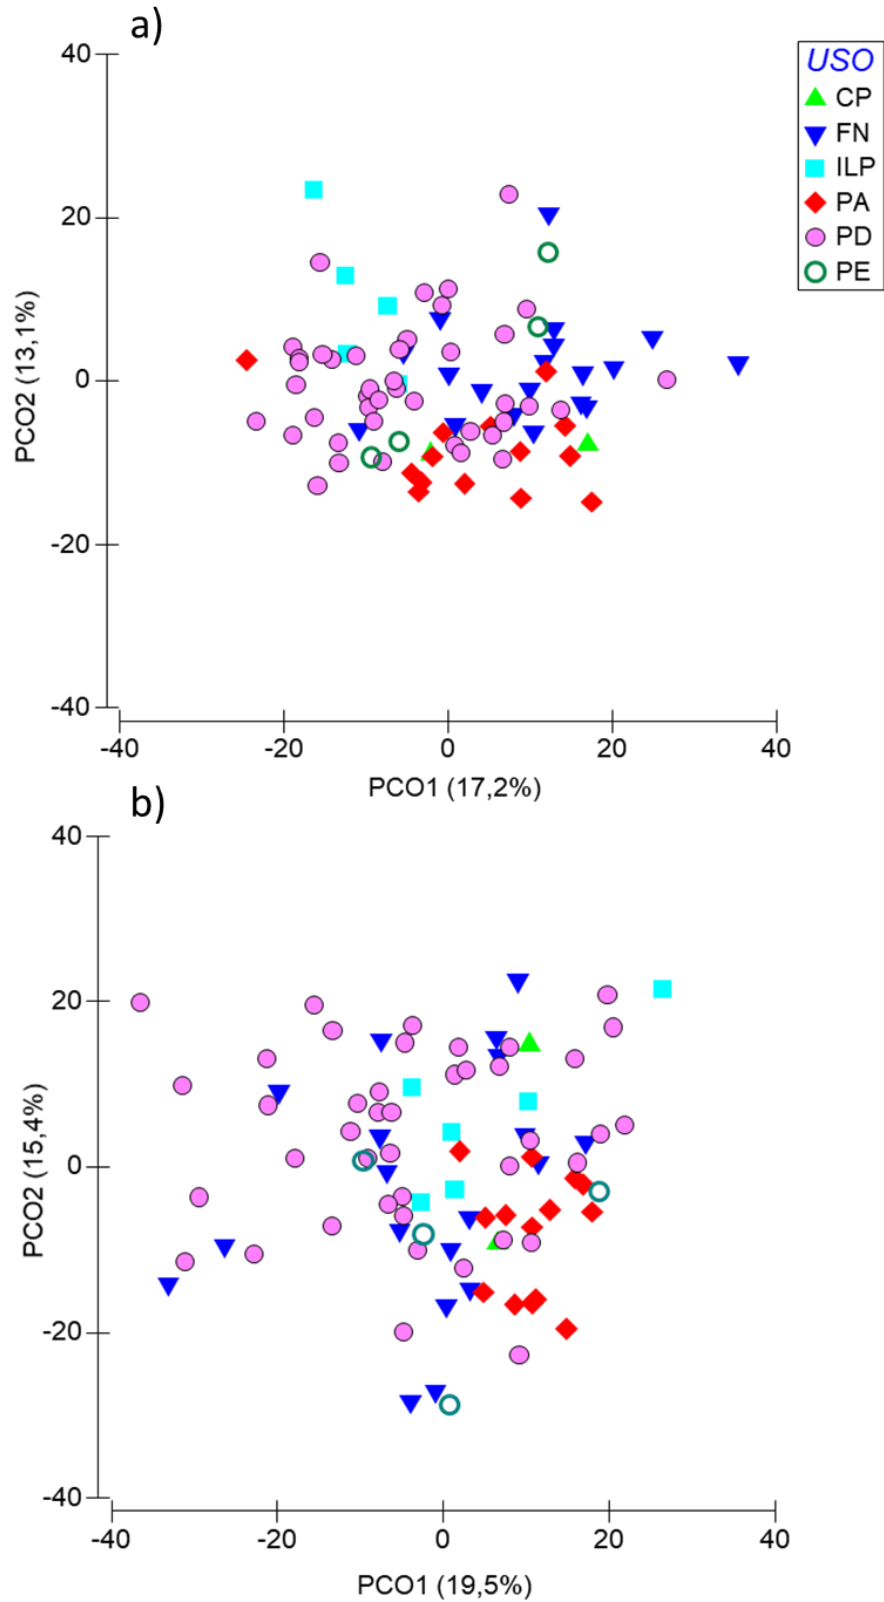 a)
USO
CP
FN
ILP
PA
PD
PE
40
20
0
-20
-40
PCO2 (13,1%)
-40 -20 0 20 40
PCO1 (17,2%)
b)
40
20
0
-20
-40
PCO2 (15,4%)
-40 -20 0 20 40
PCO1 (19,5%)